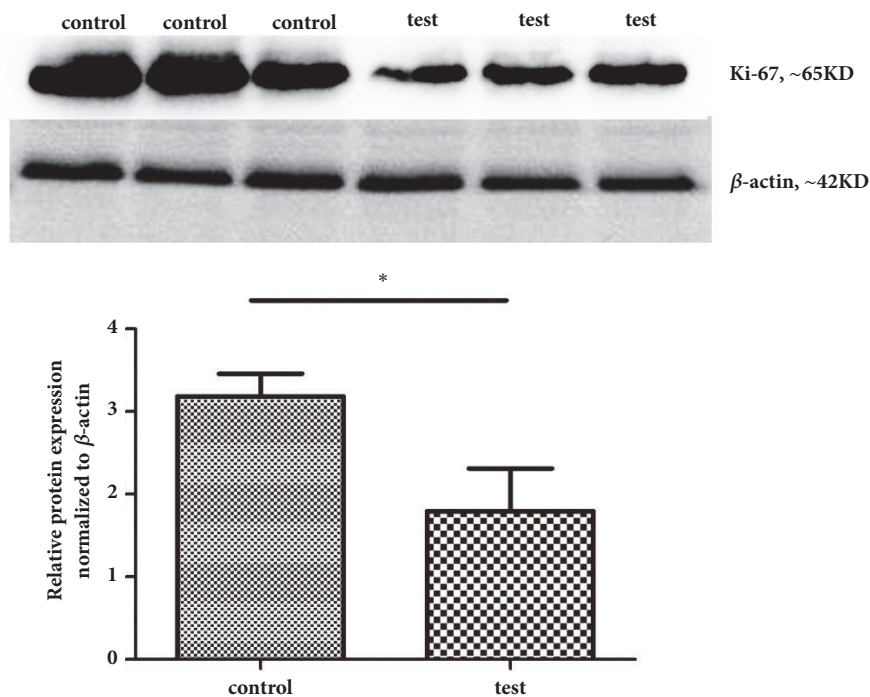 control control control test test test
Ki-67, ~65KD
β-actin, ~42KD
*
Relative protein expression
normalized to β-actin
4
3
2
1
0
control test